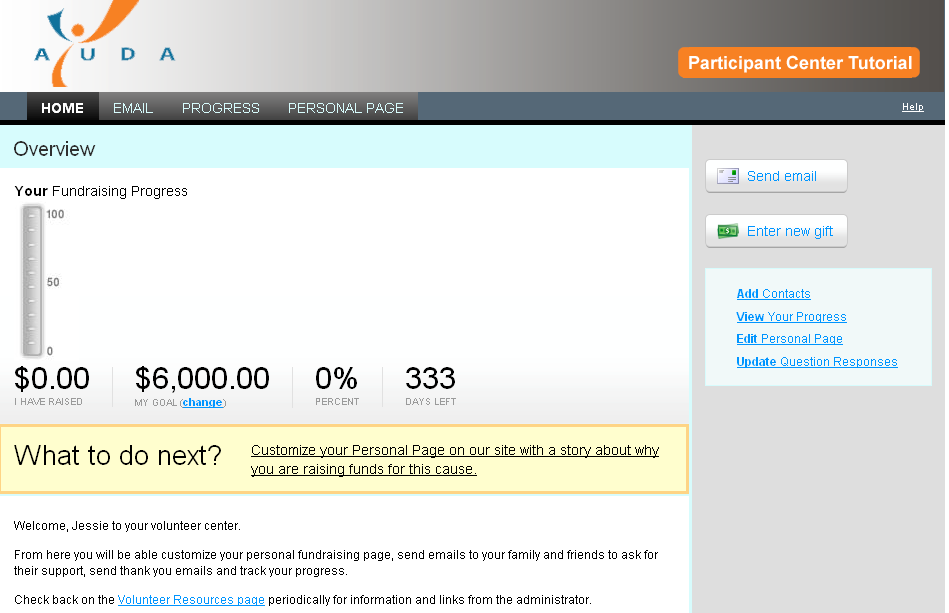 AYUDA
Participant Center Tutorial
HOME EMAIL PROGRESS PERSONAL PAGE Help
Overview
Your Fundraising Progress
100
50
0
$0.00 $6,000.00 0% 333
I HAVE RAISED MY GOAL (change) PERCENT DAYS LEFT
What to do next?
Customize your Personal Page on our site with a story about why
you are raising funds for this cause.
Welcome, Jessie to your volunteer center.
From here you will be able customize your personal fundraising page, send emails to your family and friends to ask for
their support, send thank you emails and track your progress.
Check back on the Volunteer Resources page periodically for information and links from the administrator.
Send email
Enter new gift
Add Contacts
View Your Progress
Edit Personal Page
Update Question Responses